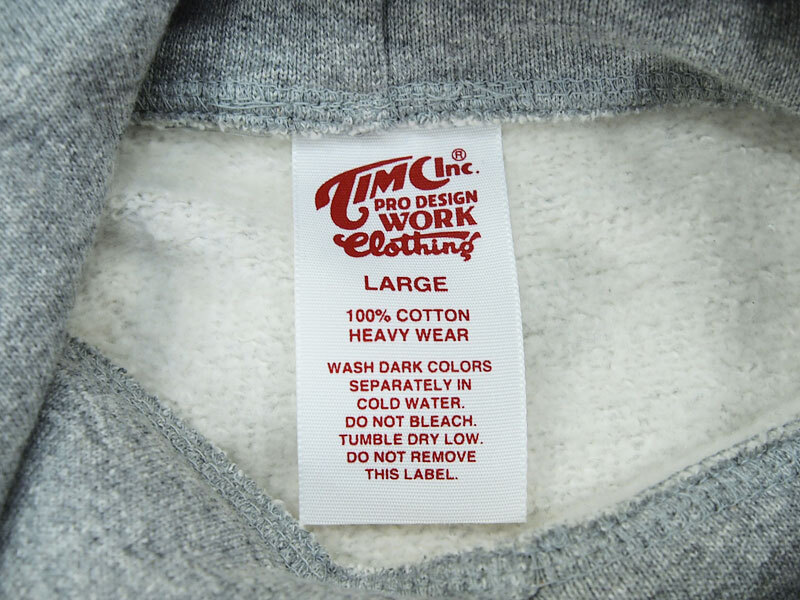 TIMC Inc.®
PRO DESIGN
WORK
Clothing
LARGE
100% COTTON
HEAVY WEAR
WASH DARK COLORS
SEPARATELY IN
COLD WATER.
DO NOT BLEACH.
TUMBLE DRY LOW.
DO NOT REMOVE
THIS LABEL.